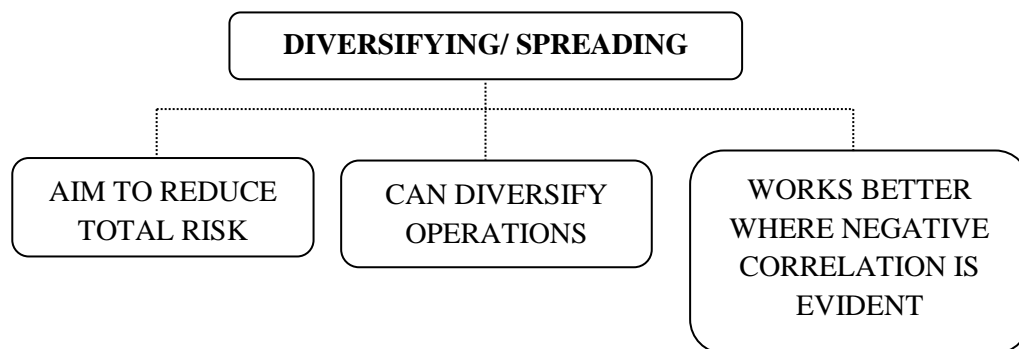 DIVERSIFYING/ SPREADING
AIM TO REDUCE
TOTAL RISK
CAN DIVERSIFY
OPERATIONS
WORKS BETTER
WHERE NEGATIVE
CORRELATION IS
EVIDENT